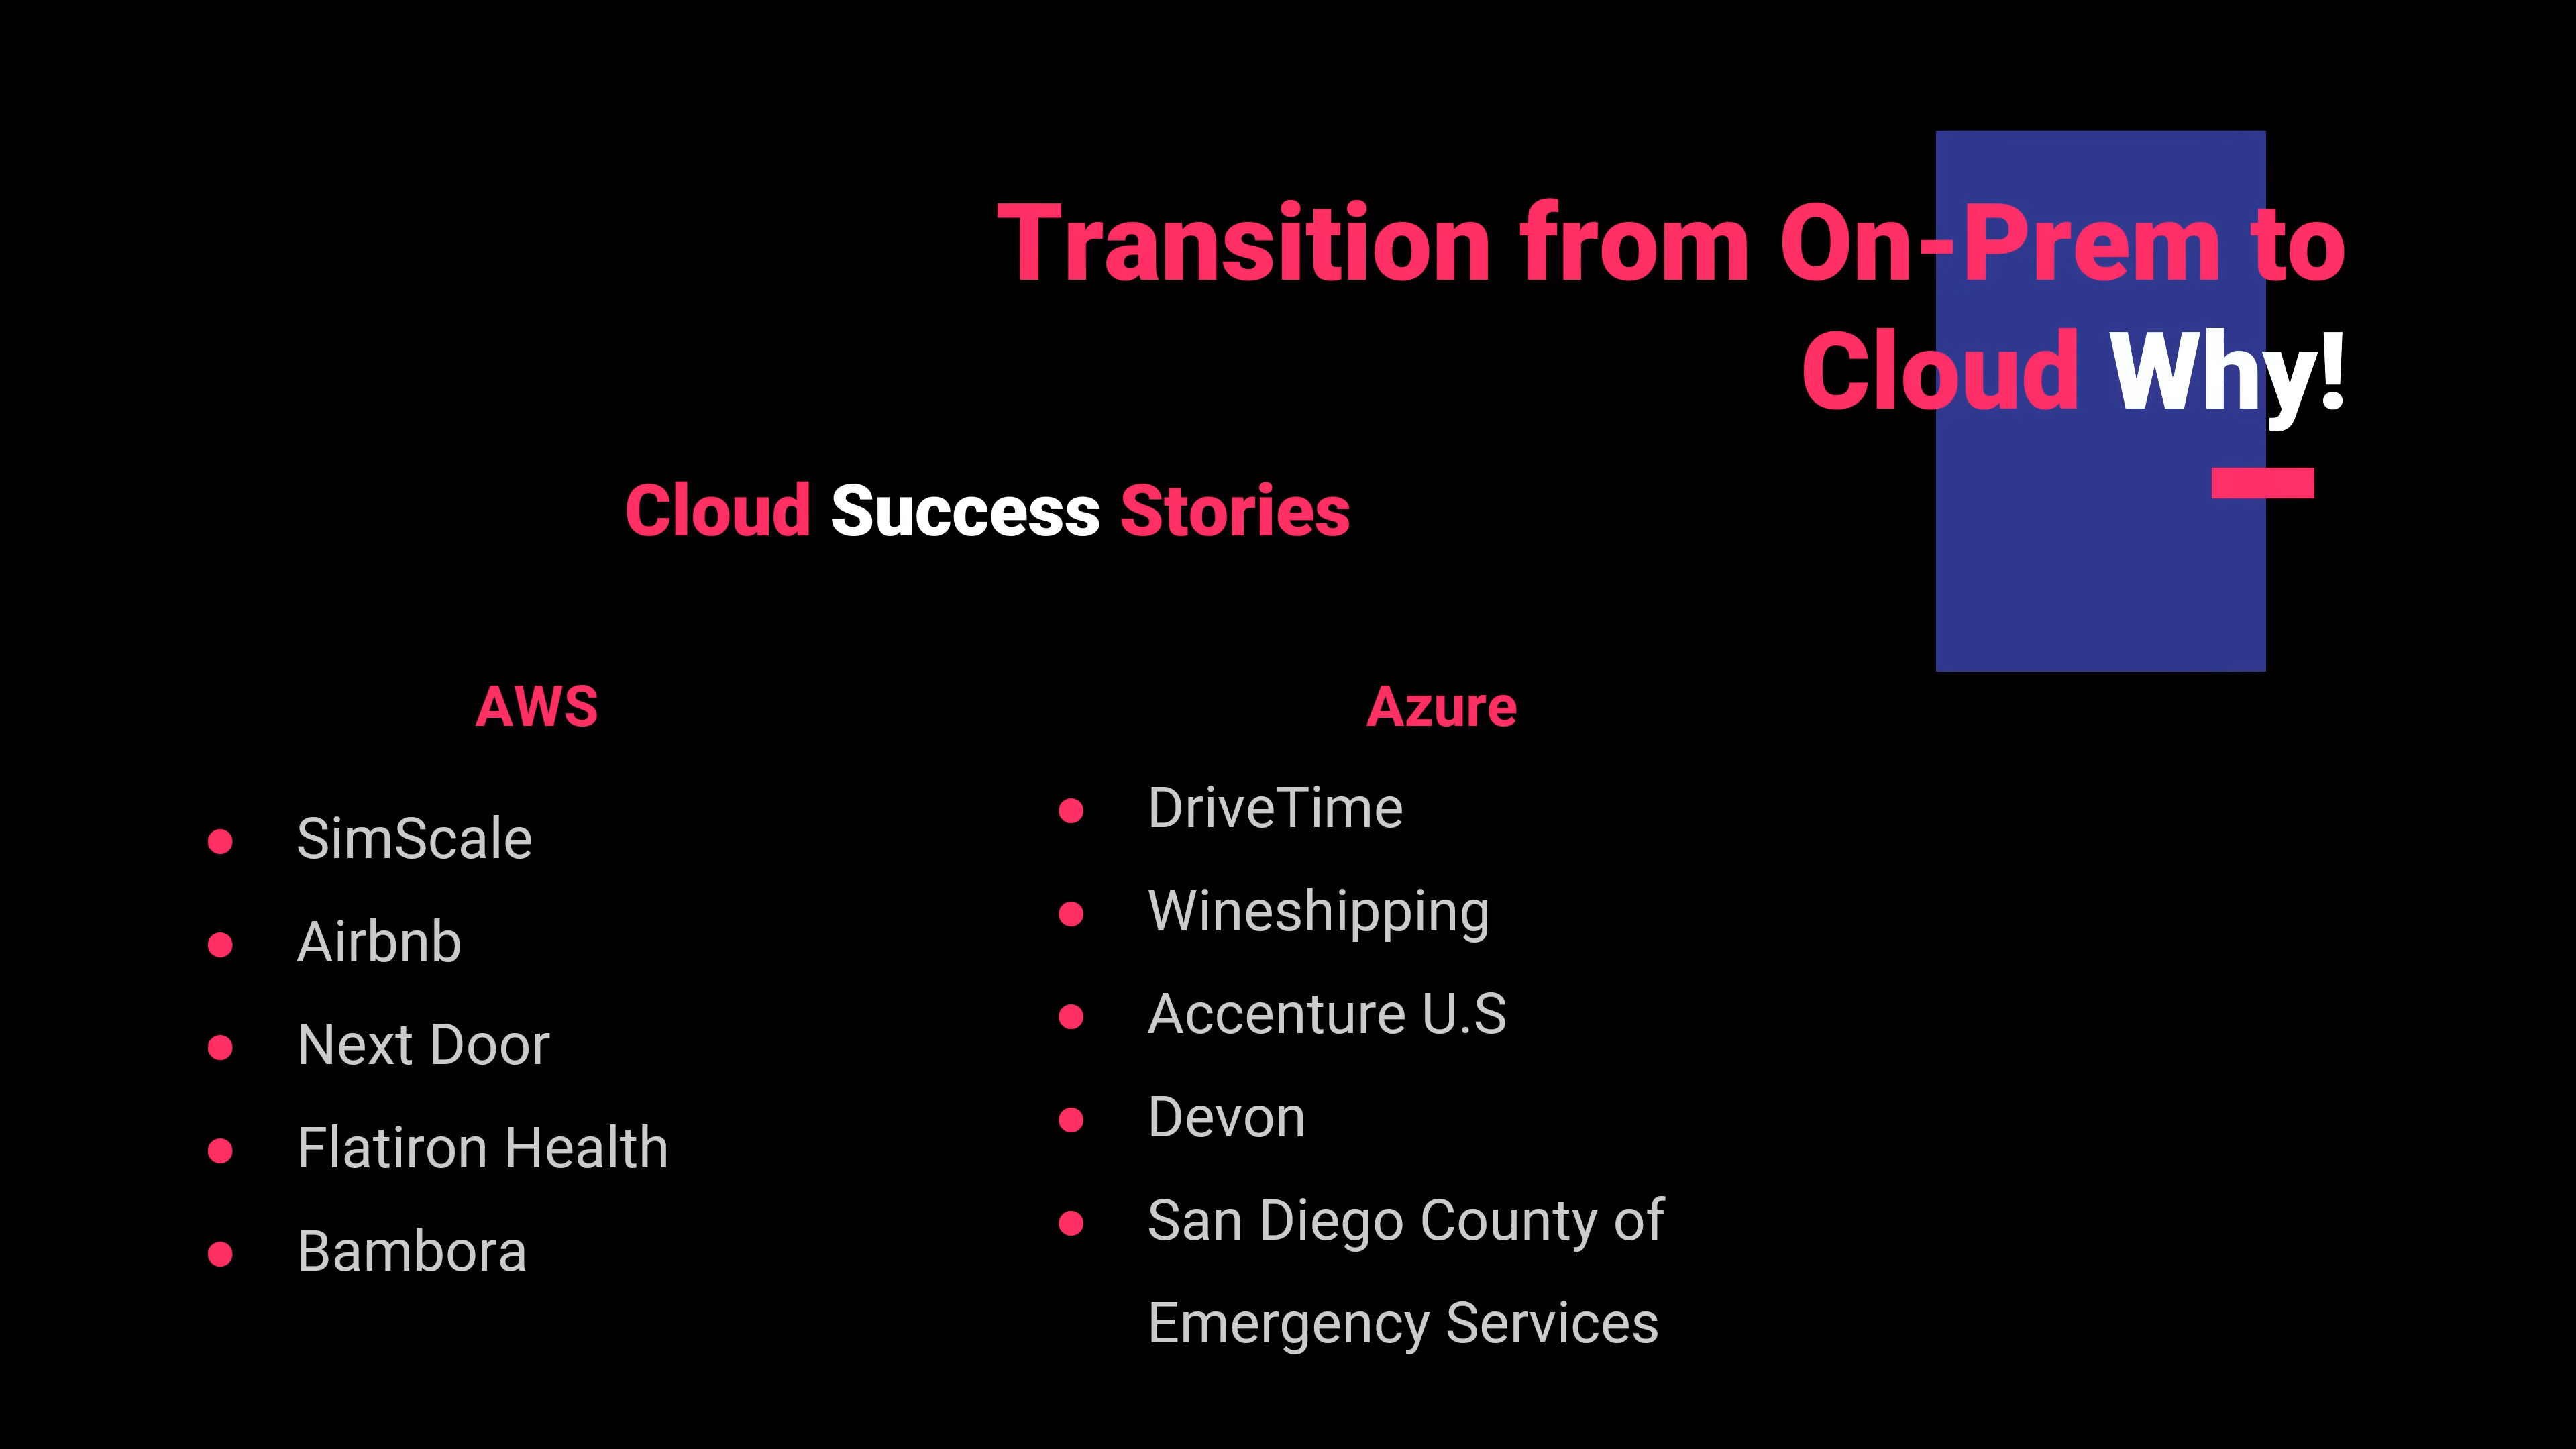 Transition from On-Prem to
Cloud Why!
Cloud Success Stories
AWS
SimScale
Airbnb
Next Door
Flatiron Health
Bambora
Azure
DriveTime
Wineshipping
Accenture U.S
Devon
San Diego County of
Emergency Services